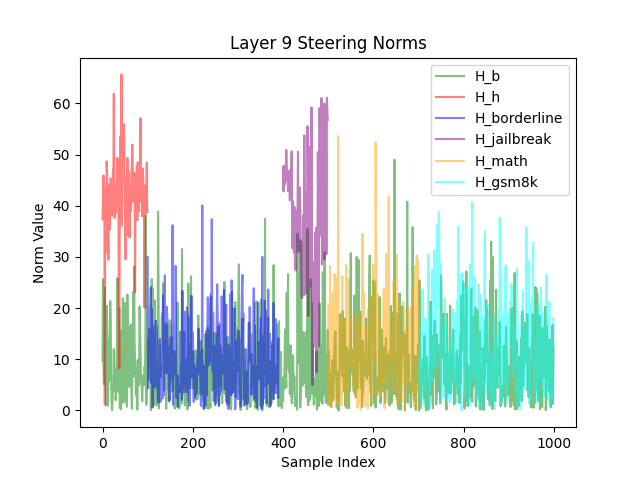 Layer 9 Steering Norms
H_b
H_h
H_borderline
H_jailbreak
H_math
H_gsm8k
Norm Value
60
50
40
30
20
10
0
0 200 400 600 800 1000
Sample Index